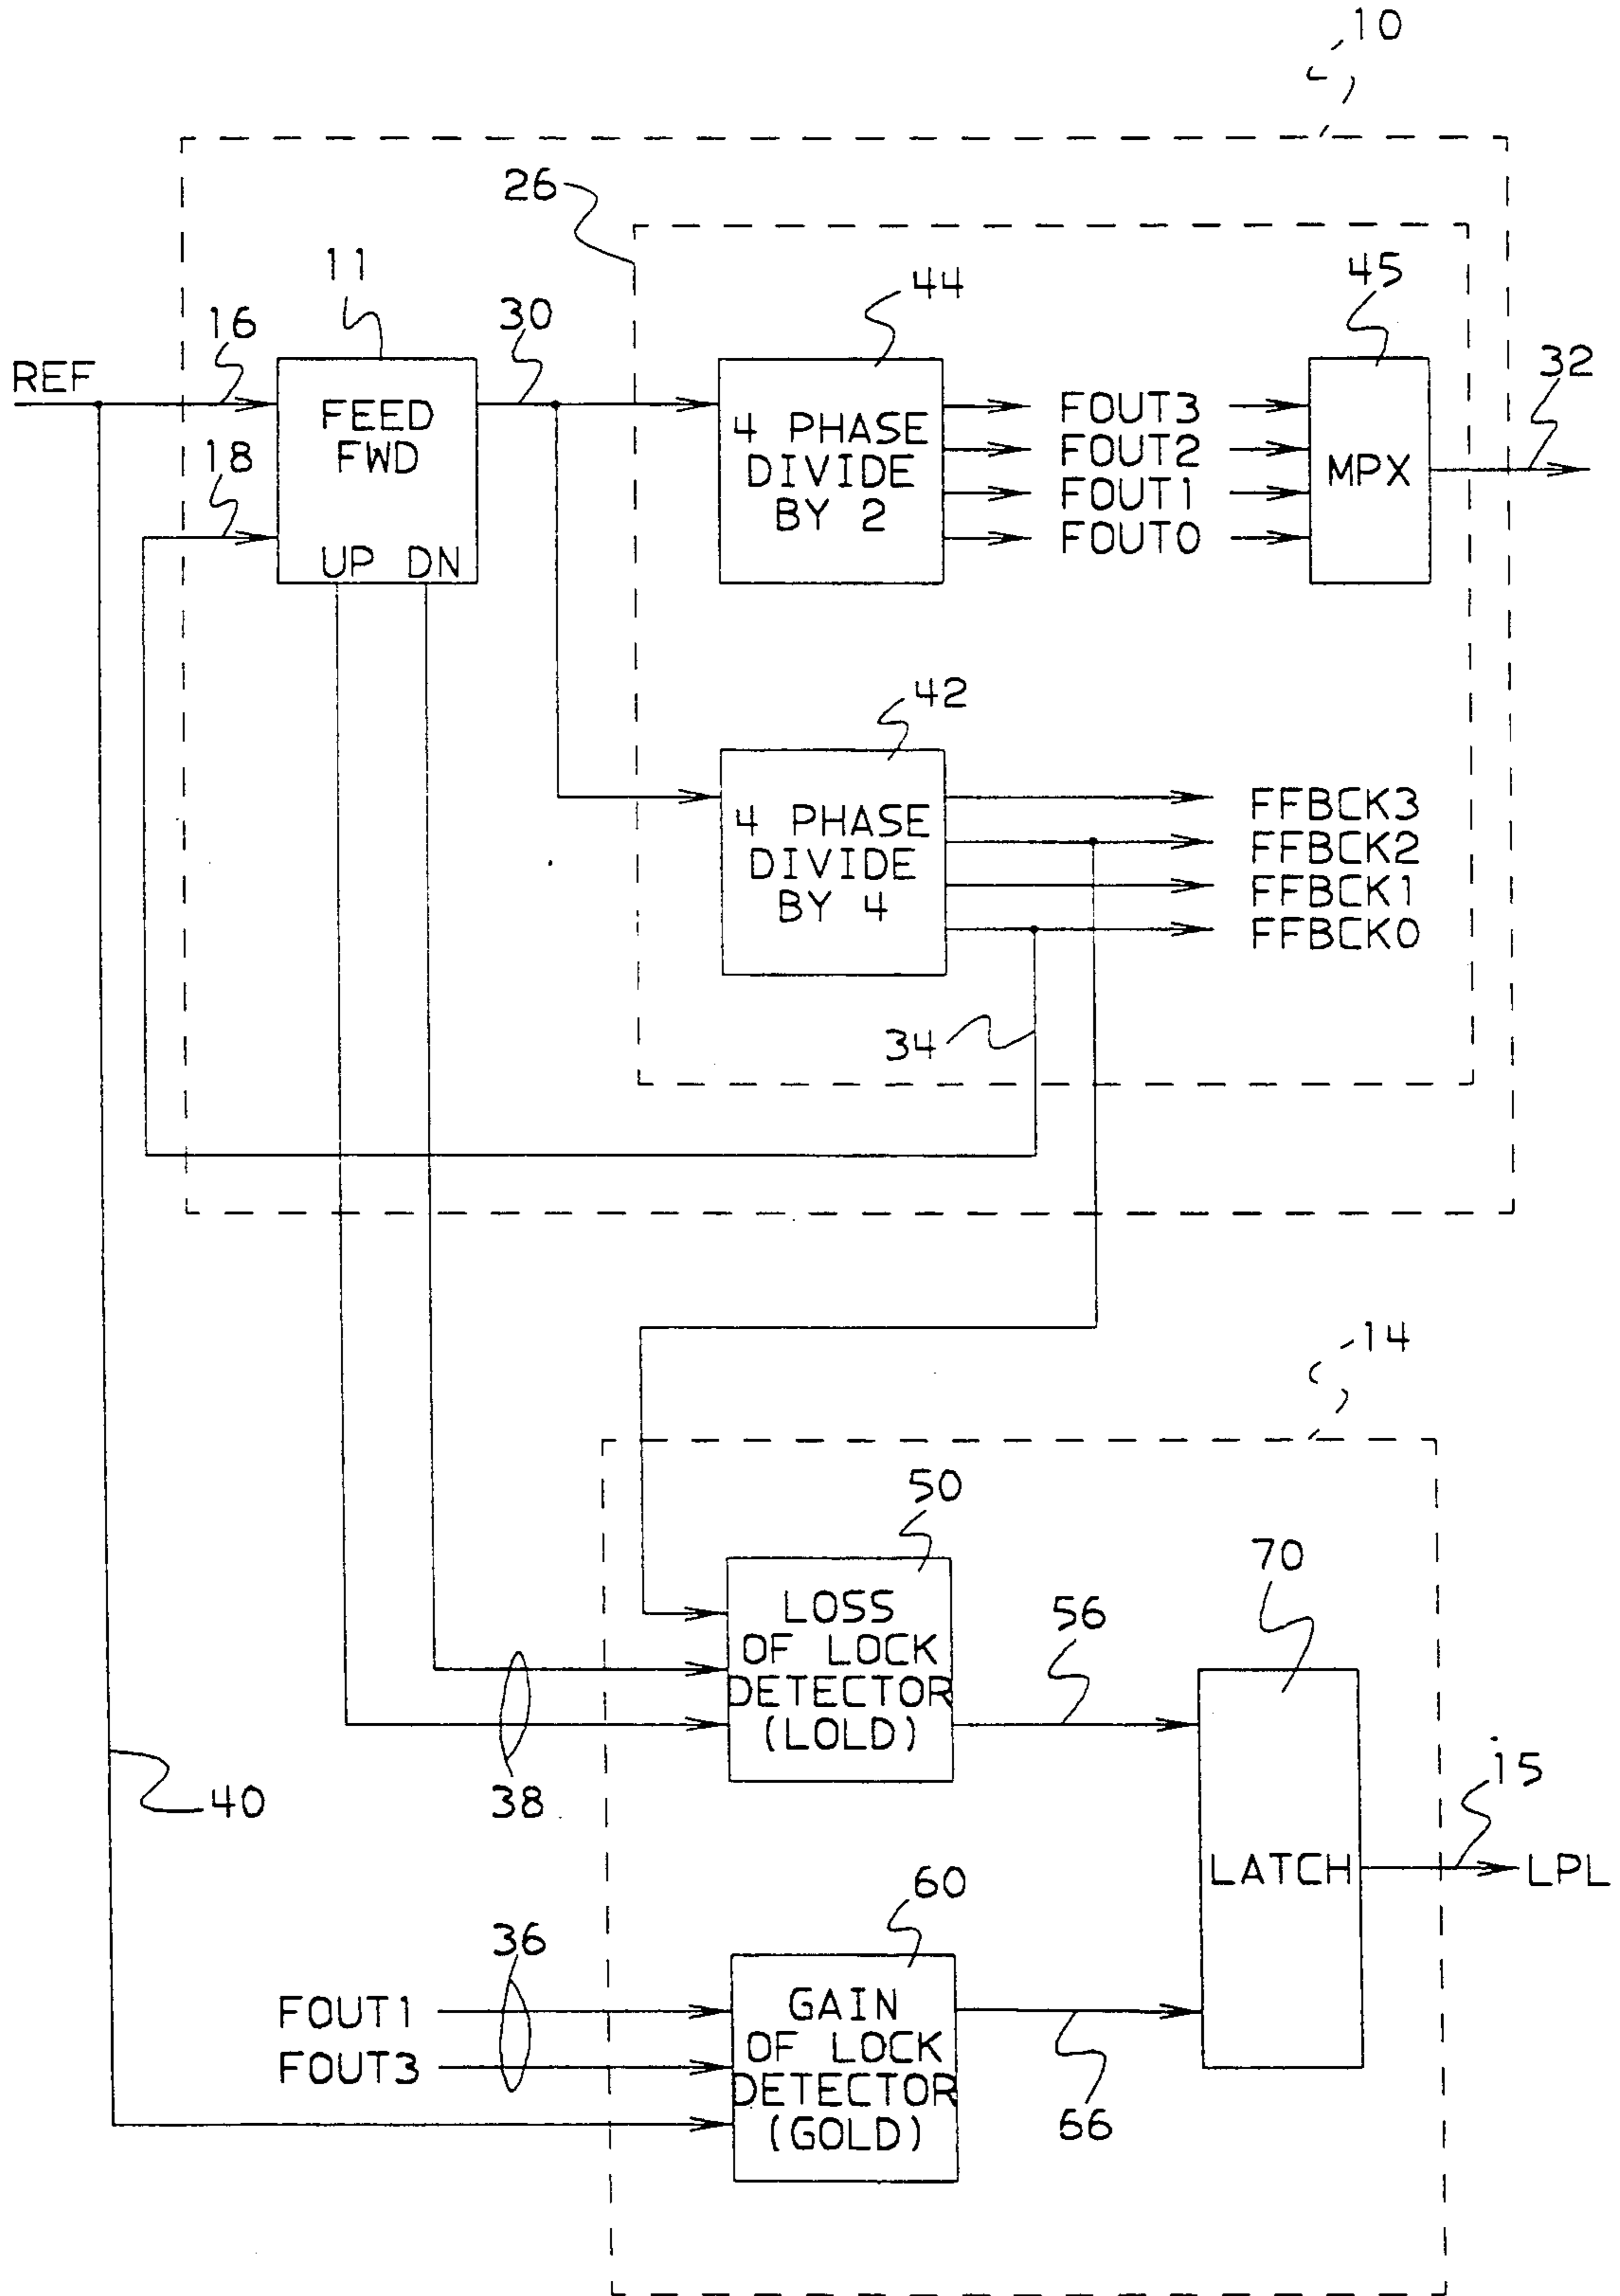 10
26
11
44
45
16
30
32
REF
FEED
FWD
18
UP DN
4 PHASE
DIVIDE
BY 2
FOUT3
FOUT2
FOUT1
FOUT0
MPX
42
4 PHASE
DIVIDE
BY 4
FFBCK3
FFBCK2
FFBCK1
FFBCK0
34
14
50
LOSS
OF LOCK
DETECTOR
(LOLD)
56
70
38
40
15
LATCH
LPL
60
36
FOUT1
FOUT3
GAIN
OF LOCK
DETECTOR
(GOLD)
66